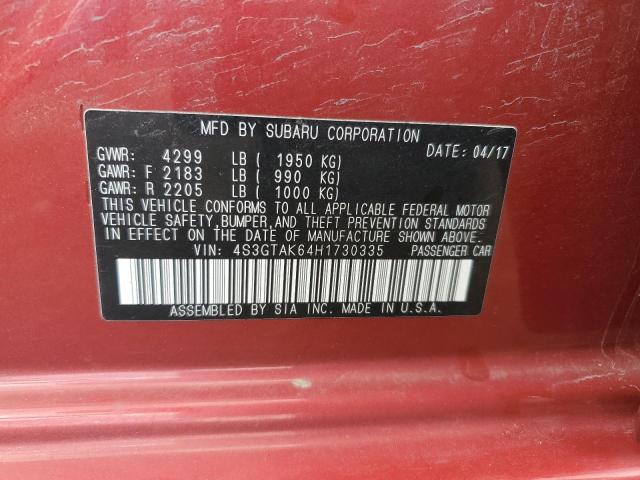 MFD BY SUBARU CORPORATION
GVWR: 4299 LB ( 1950 KG) DATE: 04/17
GAWR: F 2183 LB ( 990 KG)
GAWR: R 2205 LB ( 1000 KG)
THIS VEHICLE CONFORMS TO ALL APPLICABLE FEDERAL MOTOR
VEHICLE SAFETY,BUMPER,AND THEFT PREVENTION STANDARDS
IN EFFECT ON THE DATE OF MANUFACTURE SHOWN ABOVE.
VIN: 4S3GTAK64H1730335 PASSENGER CAR
ASSEMBLED BY SIA INC. MADE IN U.S.A.